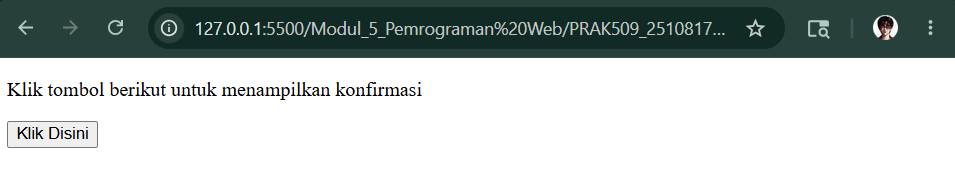 127.0.0.1:5500/Modul_5_Pemrograman%20Web/PRAK509_2510817...
Klik tombol berikut untuk menampilkan konfirmasi
Klik Disini